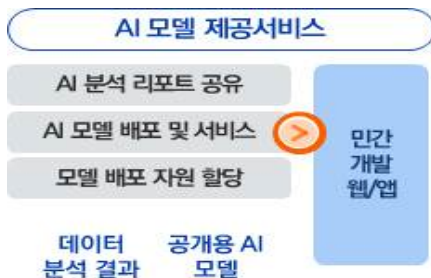 AI 모델 제공서비스
AI 분석 리포트 공유
AI 모델 배포 및 서비스
모델 배포 자원 할당
민간
개발
웹/앱
데이터
분석 결과
공개용 AI
모델